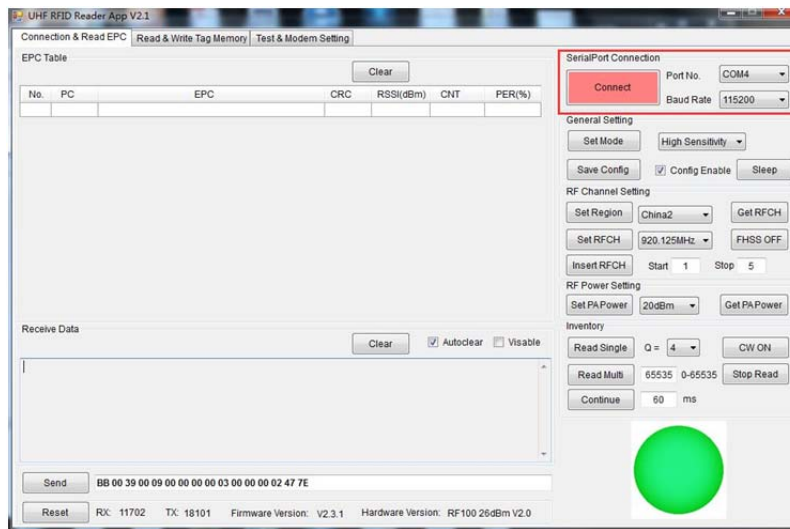 UHF RFID Reader App V2.1
Connection & Read EPC Read & Write Tag Memory Test & Modem Setting
EPC Table
Clear
No. PC EPC CRC RSSI(dBm) CNT PER(%)
SerialPort Connection
Connect
Port No. COM4
Baud Rate 115200
General Setting
Set Mode High Sensitivity
Save Config Config Enable Sleep
RF Channel Setting
Set Region China2 Get RFCH
Set RFCH 920.125MHz FHSS OFF
Insert RFCH Start 1 Stop 5
RF Power Setting
Set PA Power 20dBm Get PA Power
Inventory
Read Single Q = 4 CW ON
Read Multi 65535 0-65535 Stop Read
Continue 60 ms
Receive Data
Clear Autoclear Visable
Send BB 00 39 00 09 00 00 00 00 03 00 00 00 02 47 7E
Reset RX: 11702 TX: 18101 Firmware Version: V2.3.1 Hardware Version: RF100 26dBm V2.0